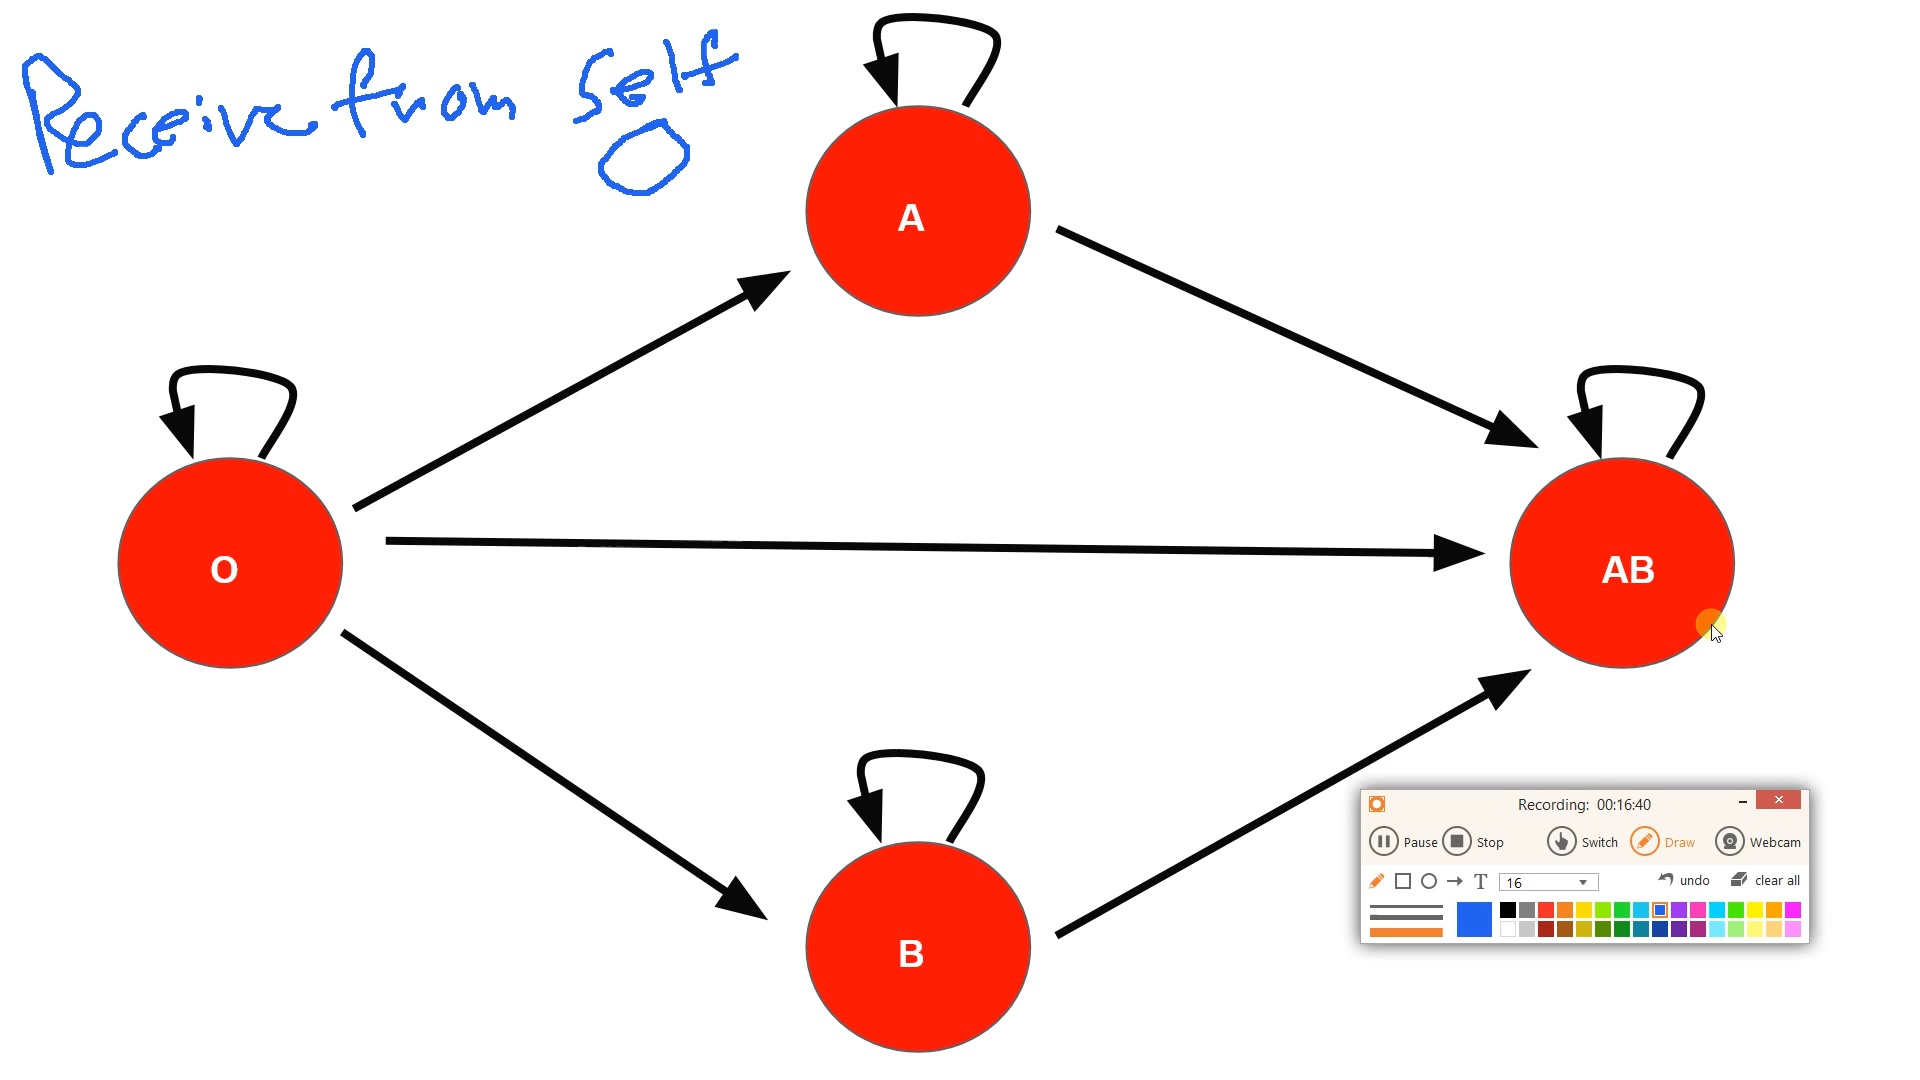 Receive from self
O
A
O
AB
B
Recording: 00:16:40
Pause Stop Switch Draw Webcam
T 16 undo clear all